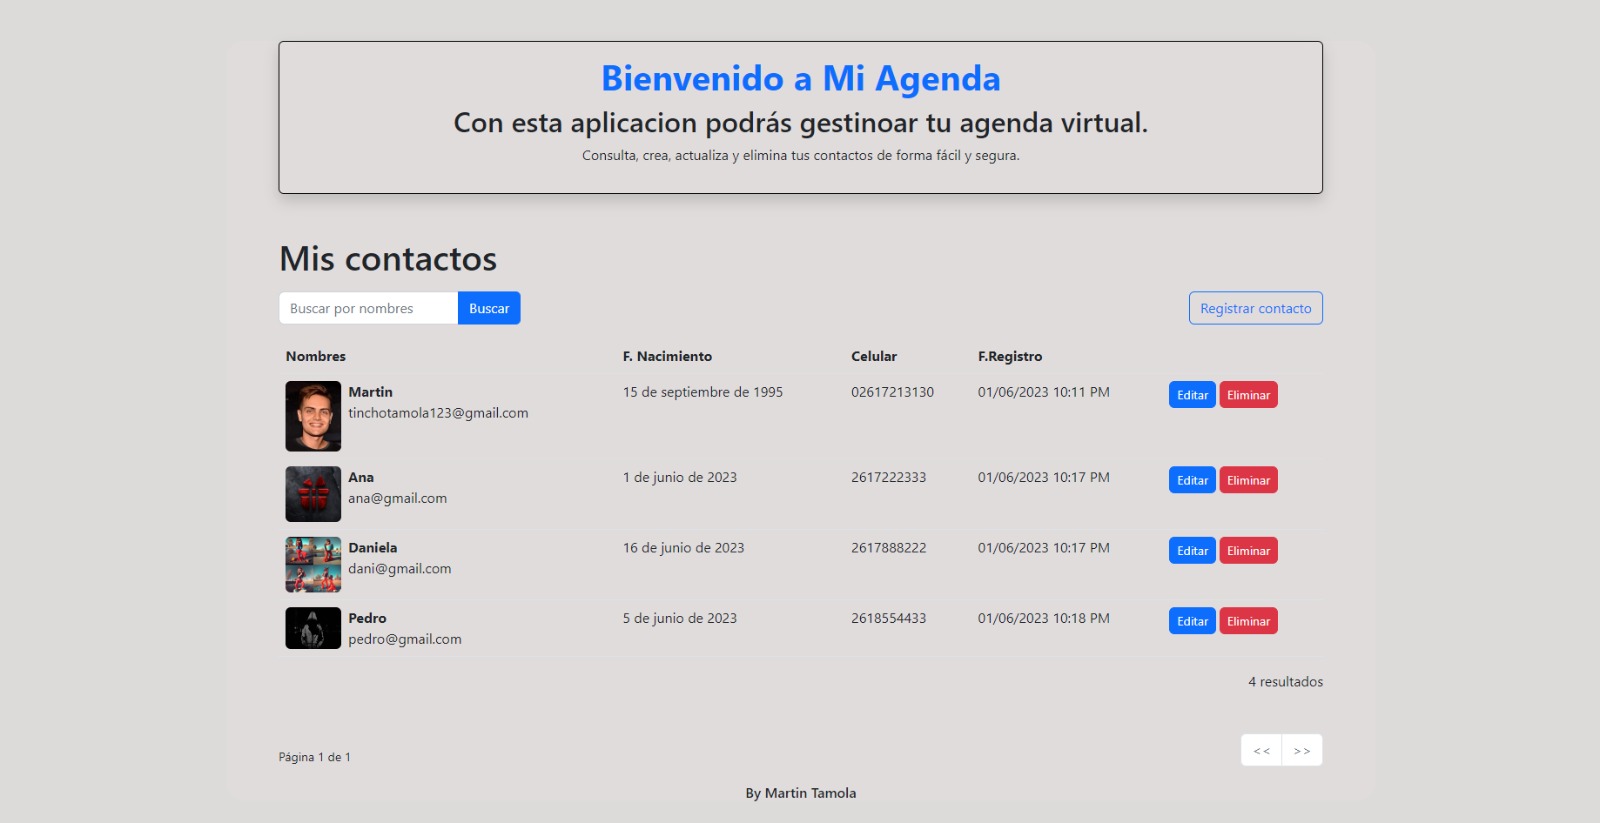 Bienvenido a Mi Agenda
Con esta aplicacion podrás gestinoar tu agenda virtual.
Consulta, crea, actualiza y elimina tus contactos de forma fácil y segura.
Mis contactos
Buscar por nombres Buscar Registrar contacto
Nombres F. Nacimiento Celular F.Registro
Martin 15 de septiembre de 1995 02617213130 01/06/2023 10:11 PM Editar Eliminar
tinchotamola123@gmail.com
Ana 1 de junio de 2023 2617222333 01/06/2023 10:17 PM Editar Eliminar
ana@gmail.com
Daniela 16 de junio de 2023 2617888222 01/06/2023 10:17 PM Editar Eliminar
dani@gmail.com
Pedro 5 de junio de 2023 2618554433 01/06/2023 10:18 PM Editar Eliminar
pedro@gmail.com
4 resultados
Página 1 de 1 << >>
By Martin Tamola